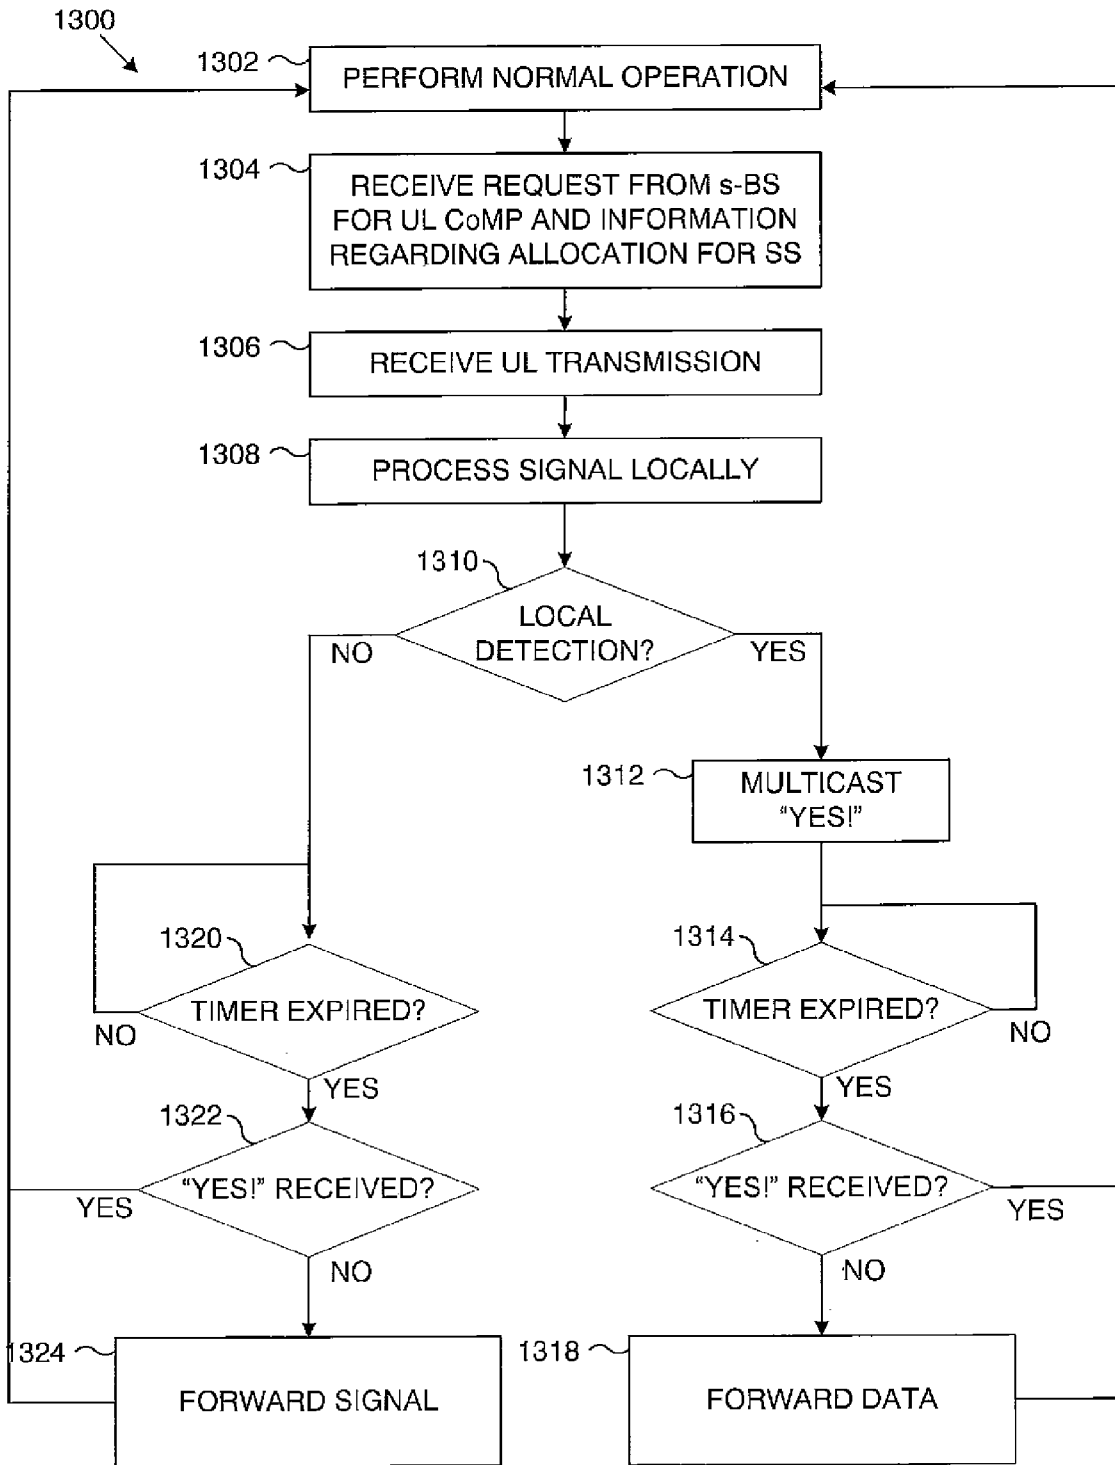 1300
1302
PERFORM NORMAL OPERATION
1304
RECEIVE REQUEST FROM s-BS
FOR UL CoMP AND INFORMATION
REGARDING ALLOCATION FOR SS
1306
RECEIVE UL TRANSMISSION
1308
PROCESS SIGNAL LOCALLY
1310
LOCAL
DETECTION?
NO
YES
1312
MULTICAST
“YES!”
1320
TIMER EXPIRED?
NO
YES
1314
TIMER EXPIRED?
NO
YES
1322
“YES!” RECEIVED?
YES
NO
1316
“YES!” RECEIVED?
YES
NO
1324
FORWARD SIGNAL
1318
FORWARD DATA